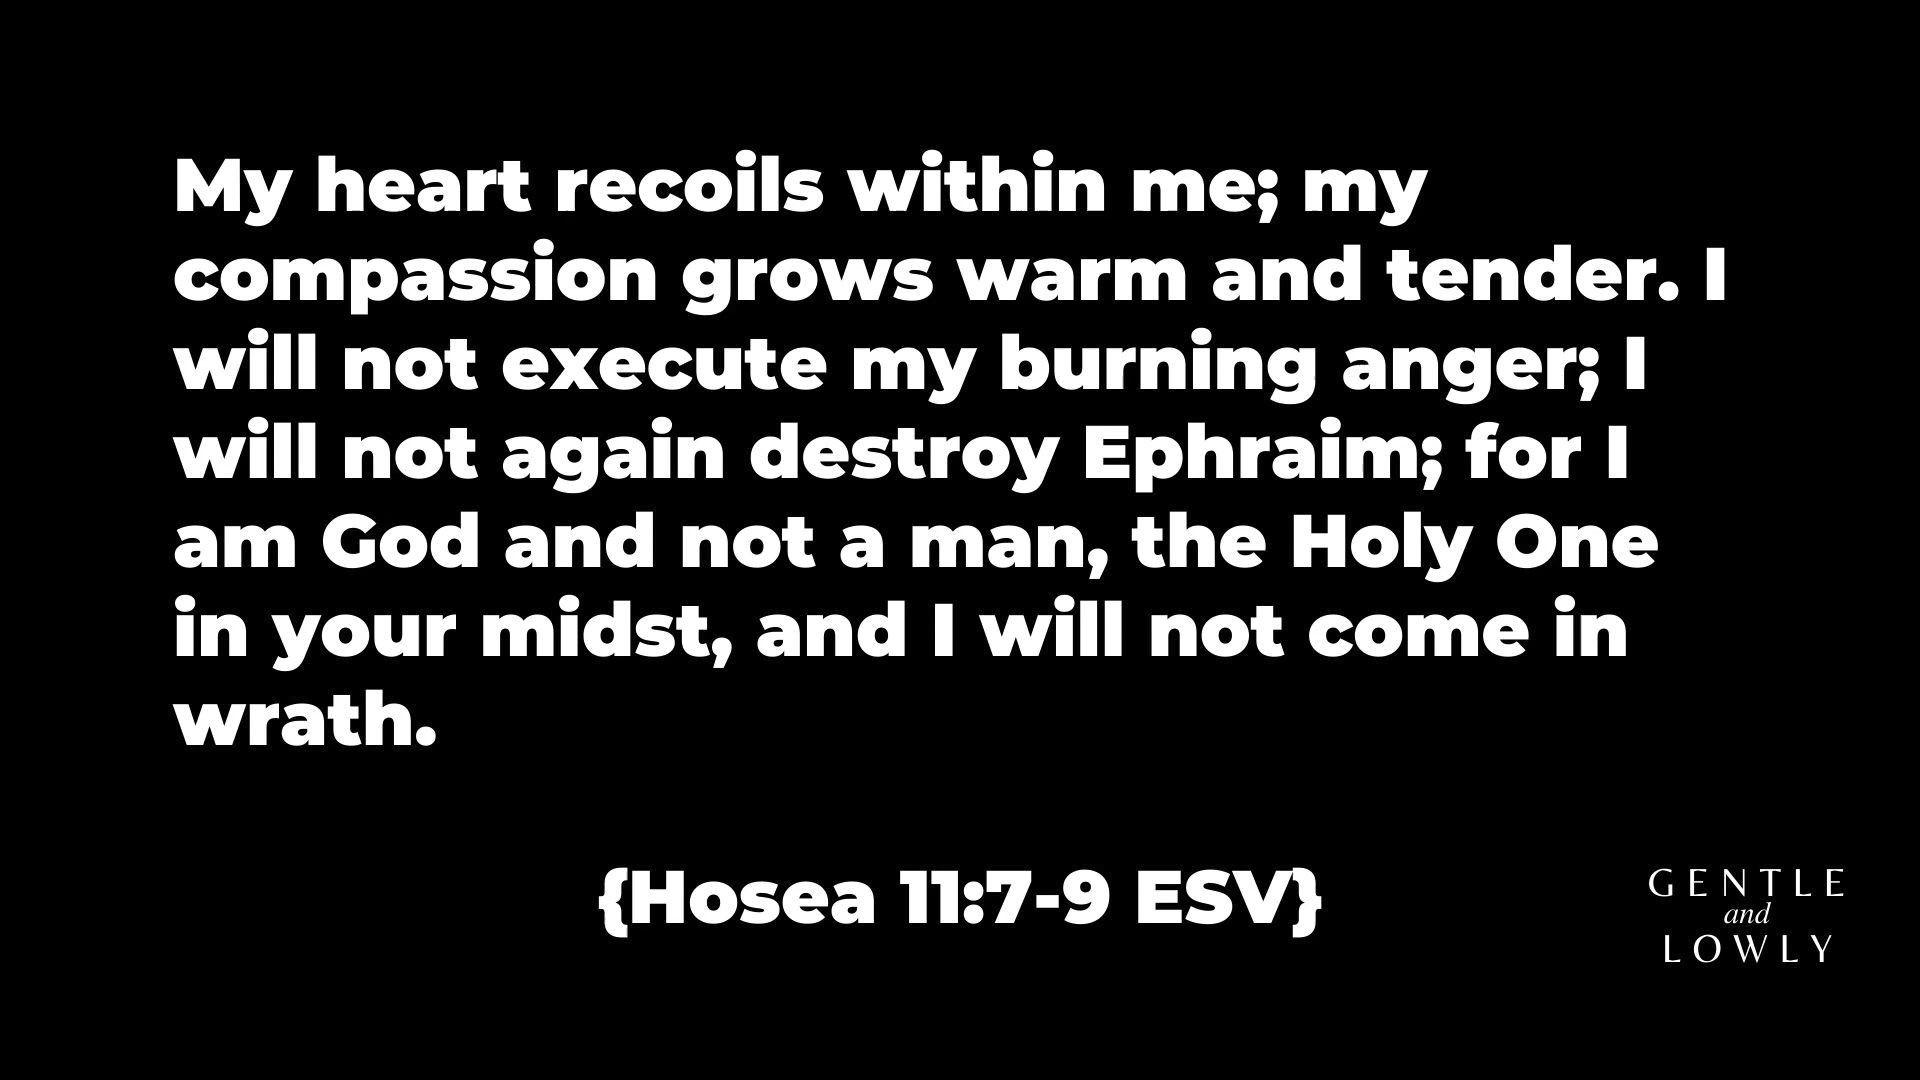 My heart recoils within me; my
compassion grows warm and tender. I
will not execute my burning anger; I
will not again destroy Ephraim; for I
am God and not a man, the Holy One
in your midst, and I will not come in
wrath.
{Hosea 11:7-9 ESV}
GENTLE
and
LOWLY